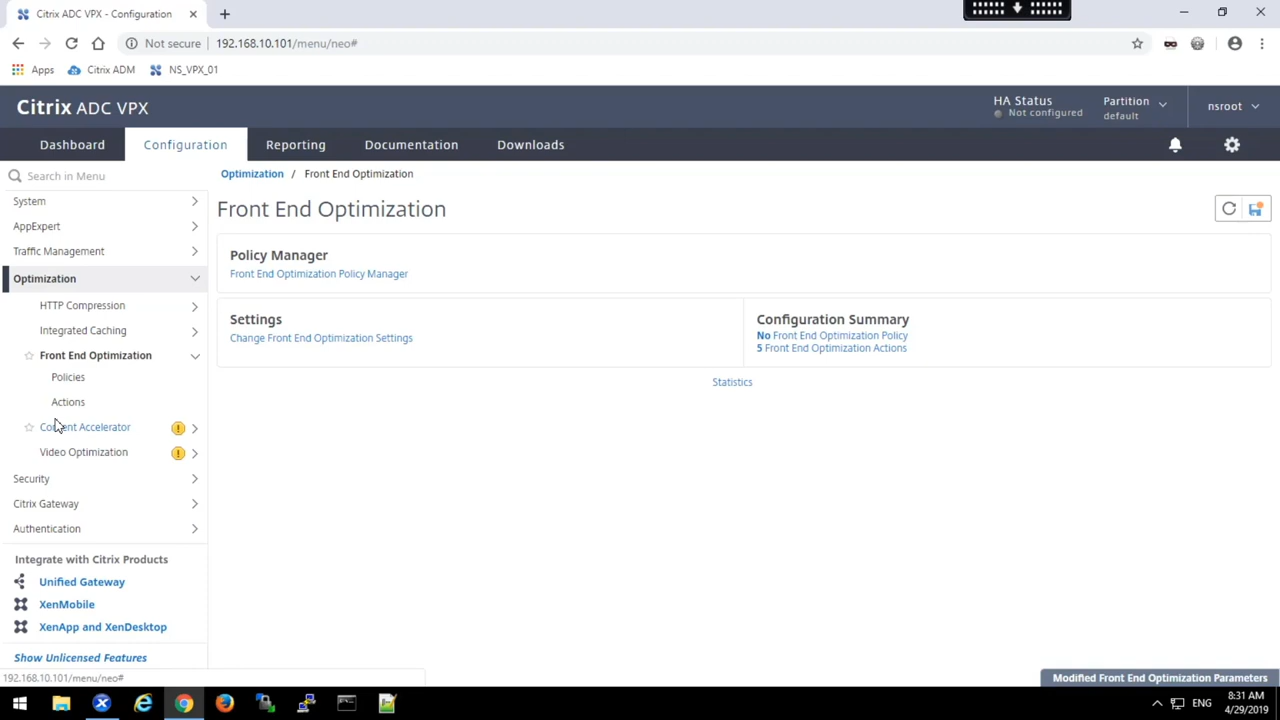 Citrix ADC VPX - Configuration
Not secure 192.168.10.101/menu/neo#
Apps Citrix ADM NS_VPX_01
Citrix ADC VPX
HA Status
Not configured
Partition
default
nsroot
Dashboard Configuration Reporting Documentation Downloads
Search in Menu
System
AppExpert
Traffic Management
Optimization
HTTP Compression
Integrated Caching
Front End Optimization
Policies
Actions
Content Accelerator
Video Optimization
Security
Citrix Gateway
Authentication
Integrate with Citrix Products
Unified Gateway
XenMobile
XenApp and XenDesktop
Show Unlicensed Features
Optimization / Front End Optimization
Front End Optimization
Policy Manager
Front End Optimization Policy Manager
Settings
Change Front End Optimization Settings
Configuration Summary
No Front End Optimization Policy
5 Front End Optimization Actions
Statistics
192.168.10.101/menu/neo#
Modified Front End Optimization Parameters
ENG
8:31 AM
4/29/2019